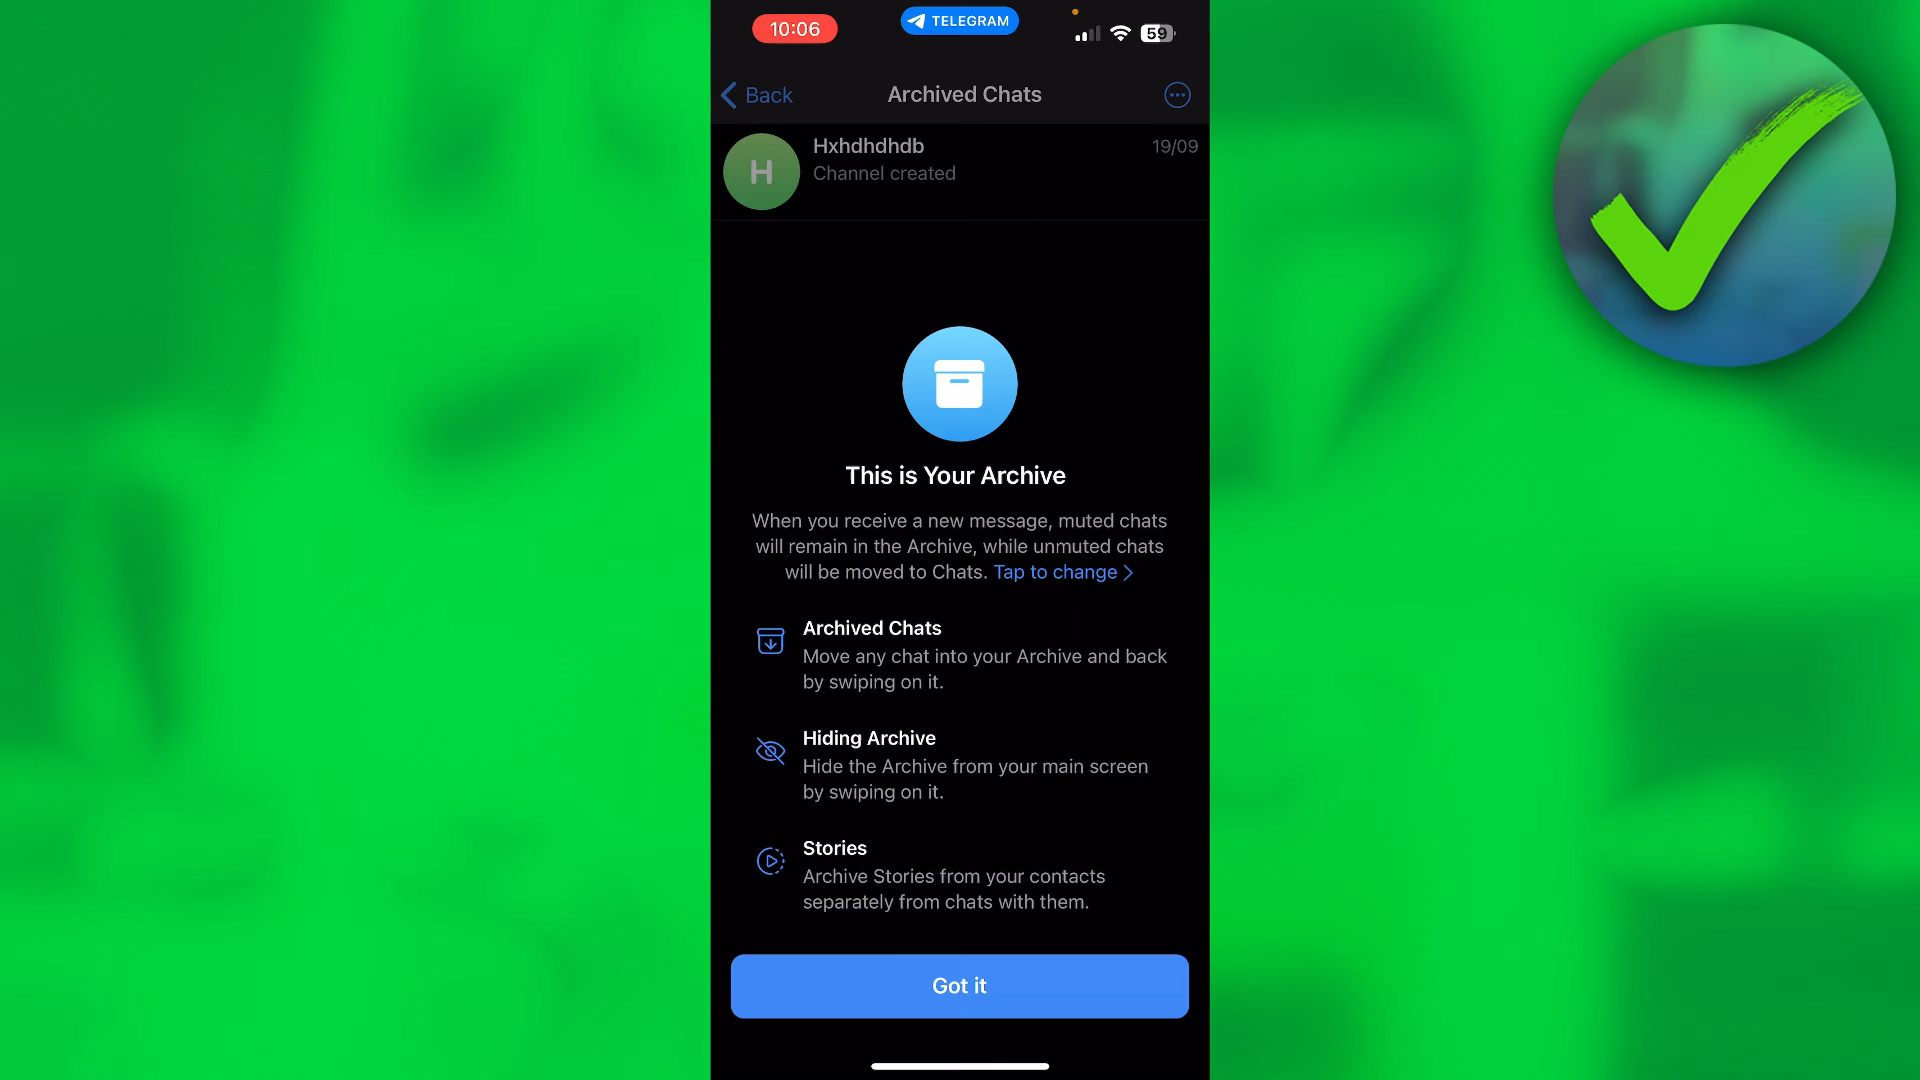 10:06
TELEGRAM
59
Back
Archived Chats
Hxhdhdhdb
19/09
H
Channel created
This is Your Archive
When you receive a new message, muted chats
will remain in the Archive, while unmuted chats
will be moved to Chats. Tap to change >
Archived Chats
Move any chat into your Archive and back
by swiping on it.
Hiding Archive
Hide the Archive from your main screen
by swiping on it.
Stories
Archive Stories from your contacts
separately from chats with them.
Got it